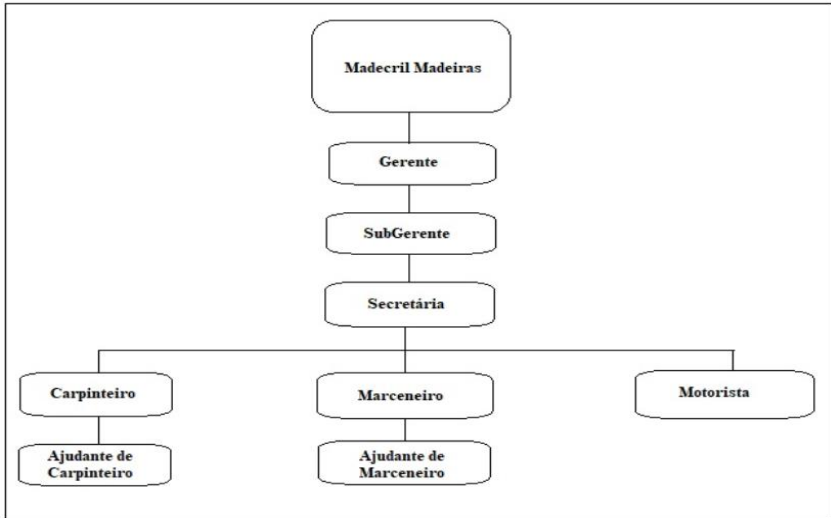 Madecril Madeiras
Gerente
SubGerente
Secretária
Carpinteiro
Marceneiro
Motorista
Ajudante de
Carpinteiro
Ajudante de
Marceneiro